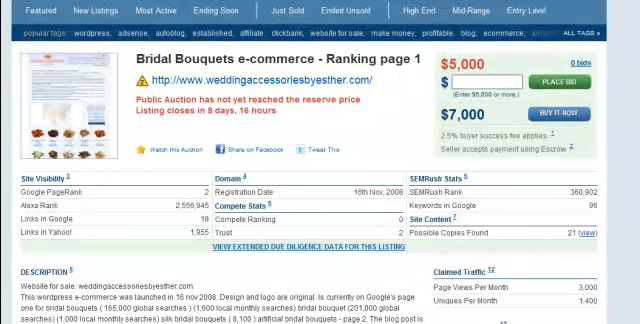 Featured New Listings Most Active Ending Soon Just Sold Ended Unsold High End Mid-Range Entry Level
popular tags: wordpress, adsense, autoblog, established, affiliate, clickbank, website for sale, make money, profitable, blog, ecommerce, ALL TAGS »
Bridal Bouquets e-commerce - Ranking page 1
http://www.weddingaccessoriesbyesther.com/
Public Auction has not yet reached the reserve price
Listing closes in 8 days, 16 hours
Watch this Auction Share on Facebook Tweet This
$5,000 0 bids
$ PLACE BID
(Enter $5,000 or more.)
$7,000 BUY IT NOW
2.5% buyer success fee applies. 1
Seller accepts payment using Escrow. 2
Site Visibility 3
Google PageRank 2
Alexa Rank 2,556,945
Links in Google 18
Links in Yahoo! 1,955
Domain 4
Registration Date 16th Nov, 2008
Compete Stats 5
Compete Ranking 0
Trust 2
SEMRush Stats 6
SEMRush Rank 360,902
Keywords in Google 96
Site Content 7
Possible Copies Found 21 (view)
VIEW EXTENDED DUE DILIGENCE DATA FOR THIS LISTING
DESCRIPTION 8
Website for sale: weddingaccessoriesbyesther.com
This wordpress e-commerce was launched in 16 nov 2008. Design and logo are original. Is currently on Google's page
one for bridal bouquets ( 165,000 global searches ) (1,600 local monthly searches) bridal bouquet (201,000 global
searches) (1,000 local monthly searches) silk bridal bouquets ( 8,100 ) artificial bridal bouquets - page 2. The blog post is
Claimed Traffic 12
Page Views Per Month 3,000
Uniques Per Month 1,400